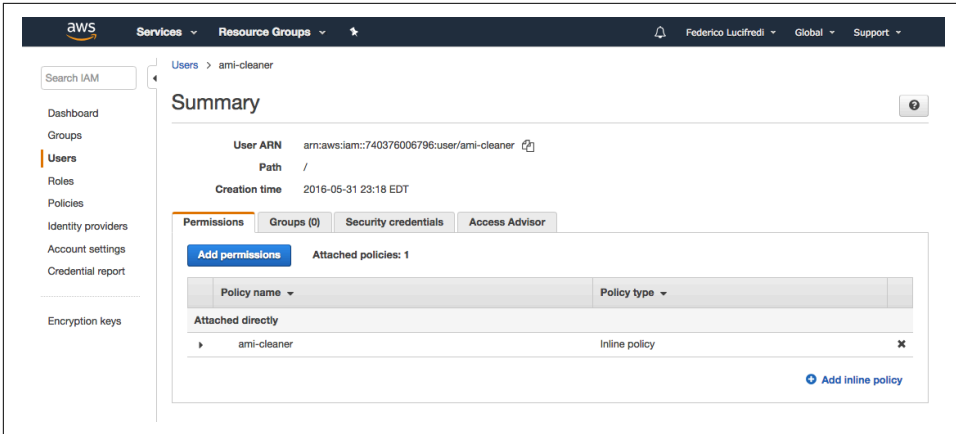 aws Services Resource Groups Federico Lucifredi Global Support
Search IAM
Dashboard
Groups
Users
Roles
Policies
Identity providers
Account settings
Credential report
Encryption keys
Users > ami-cleaner
Summary
?
User ARN arn:aws:iam::740376006796:user/ami-cleaner
Path /
Creation time 2016-05-31 23:18 EDT
Permissions Groups (0) Security credentials Access Advisor
Add permissions Attached policies: 1
Policy name Policy type
Attached directly
ami-cleaner Inline policy
Add inline policy